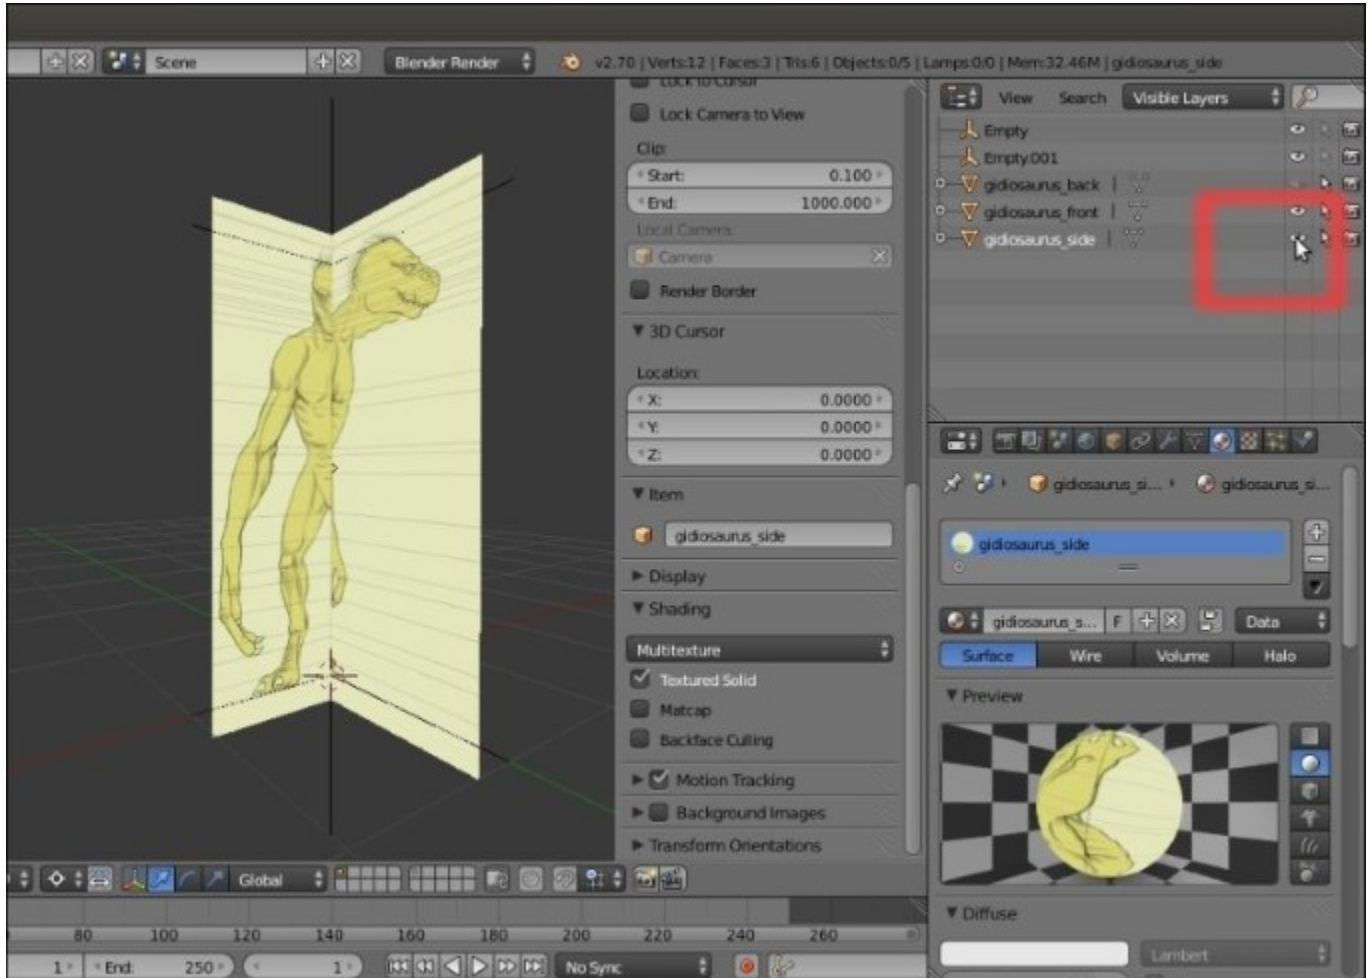 Scene
Blender Render
v2.70 | Verts:12 | Faces:3 | Tris:6 | Objects:0/5 | Lamps:0/0 | Mem:32.46M | gidiosaurus_side
Lock to Cursor
Lock Camera to View
Clip:
Start: 0.100
End: 1000.000
Local Camera:
Camera
Render Border
3D Cursor
Location:
X: 0.0000
Y: 0.0000
Z: 0.0000
Item
gidiosaurus_side
Display
Shading
Multitexture
Textured Solid
Matcap
Backface Culling
Motion Tracking
Background Images
Transform Orientations
View Search Visible Layers
Empty
Empty.001
gidiosaurus_back
gidiosaurus_front
gidiosaurus_side
gidiosaurus_si... gidiosaurus_si...
gidiosaurus_side
gidiosaurus_s... F Data
Surface Wire Volume Halo
Preview
Diffuse
Lambert
Global
80 100 120 140 160 180 200 220 240 260
1 End: 250 1 No Sync